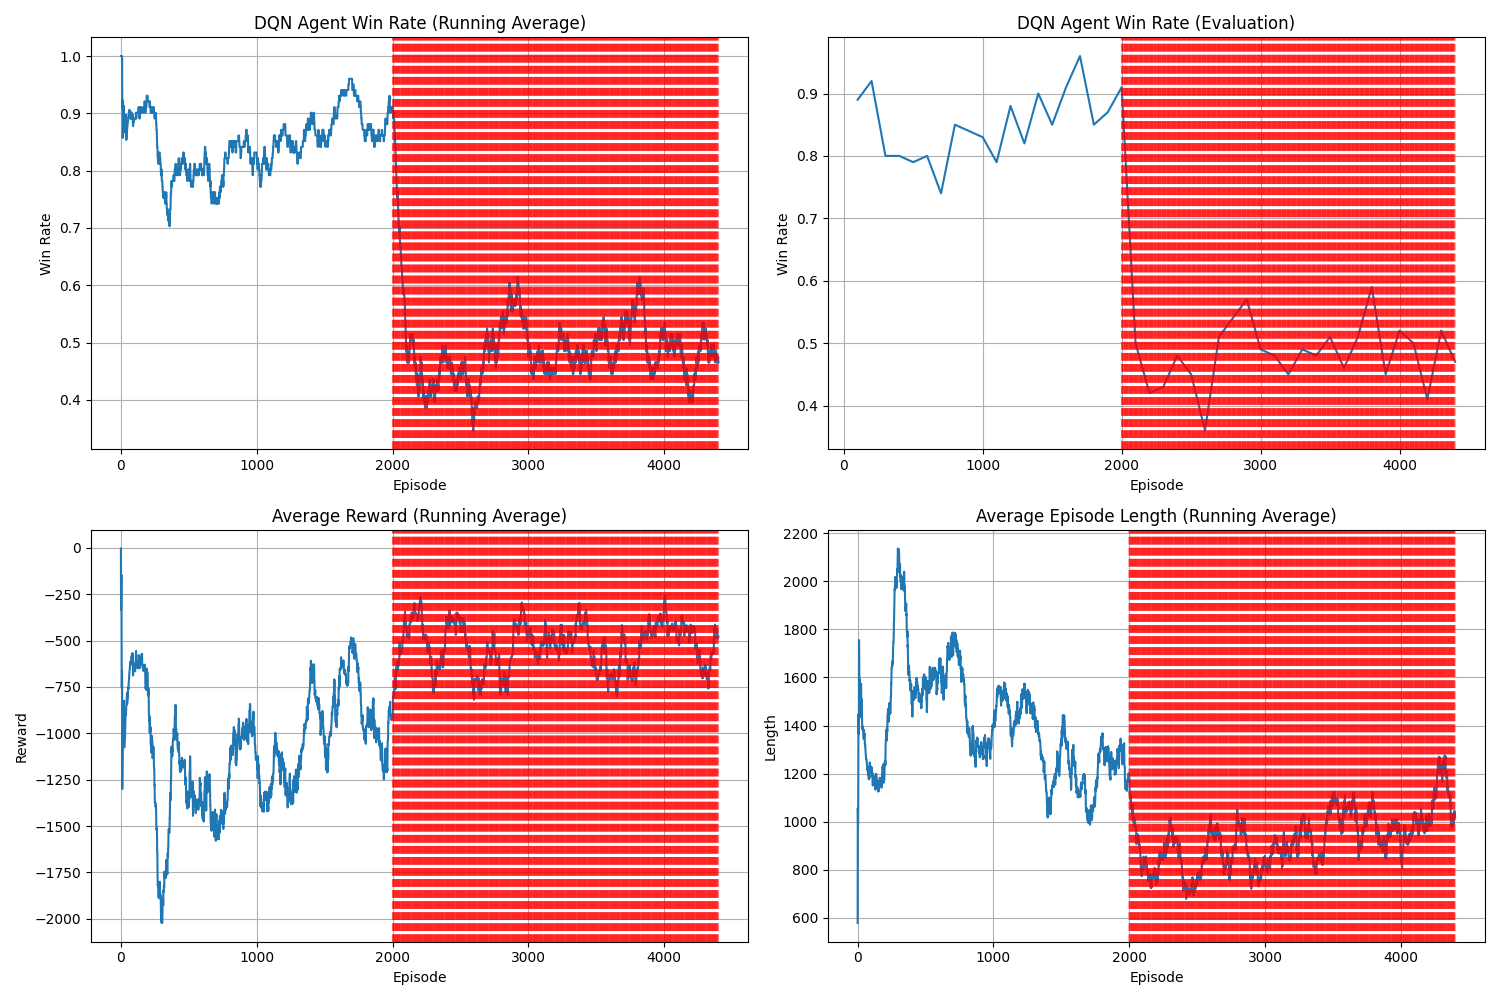 DQN Agent Win Rate (Running Average)
Win Rate
1.0
0.9
0.8
0.7
0.6
0.5
0.4
0 1000 2000 3000 4000
Episode
DQN Agent Win Rate (Evaluation)
Win Rate
0.9
0.8
0.7
0.6
0.5
0.4
0 1000 2000 3000 4000
Episode
Average Reward (Running Average)
Reward
0
−250
−500
−750
−1000
−1250
−1500
−1750
−2000
0 1000 2000 3000 4000
Episode
Average Episode Length (Running Average)
Length
2200
2000
1800
1600
1400
1200
1000
800
600
0 1000 2000 3000 4000
Episode